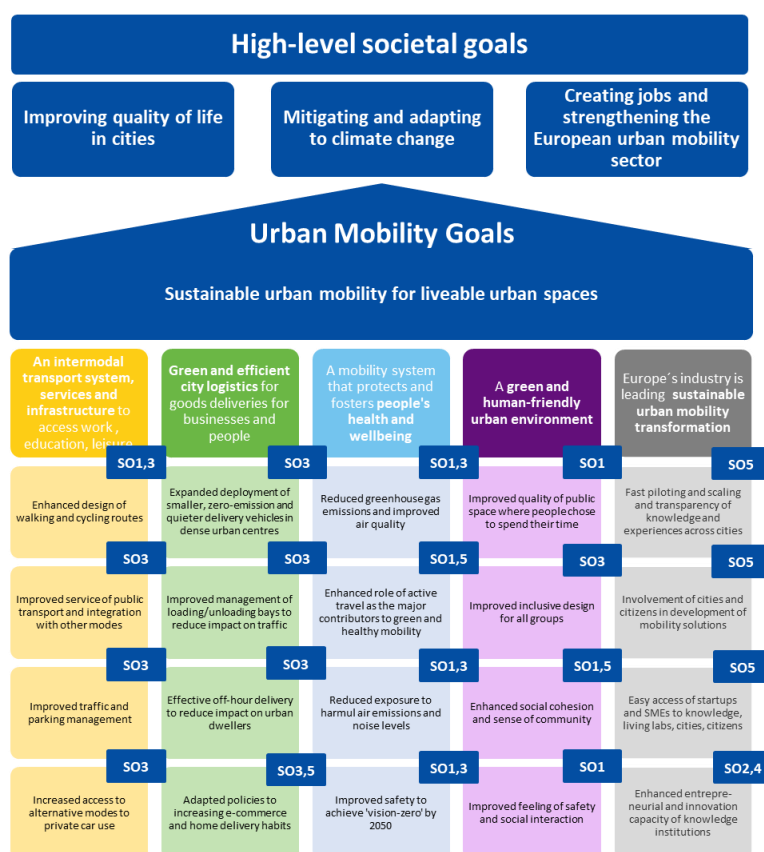 High-level societal goals
Improving quality of life
in cities
Mitigating and adapting
to climate change
Creating jobs and
strengthening the
European urban mobility
sector
Urban Mobility Goals
Sustainable urban mobility for liveable urban spaces
An intermodal
transport system,
services and
infrastructure to
access work ,
education, leisure
Green and efficient
city logistics for
goods deliveries for
businesses and
people
A mobility system
that protects and
fosters people's
health and
wellbeing
A green and
human-friendly
urban environment
Europe´s industry is
leading sustainable
urban mobility
transformation
SO1,3
SO3
SO1,3
SO1
SO5
Enhanced design of
walking and cycling routes
Expanded deployment of
smaller, zero-emission and
quieter delivery vehicles in
dense urban centres
Reduced greenhouse gas
emissions and improved
air quality
Improved quality of public
space where people chose
to spend their time
Fast piloting and scaling
and transparency of
knowledge and
experiences across cities
SO3
SO3
SO1,5
SO3
SO5
Improved service of public
transport and integration
with other modes
Improved management of
loading/unloading bays to
reduce impact on traffic
Enhanced role of active
travel as the major
contributors to green and
healthy mobility
Improved inclusive design
for all groups
Involvement of cities and
citizens in development of
mobility solutions
SO3
SO3
SO1,3
SO1,5
SO5
Improved traffic and
parking management
Effective off-hour delivery
to reduce impact on urban
dwellers
Reduced exposure to
harmul air emissions and
noise levels
Enhanced social cohesion
and sense of community
Easy access of startups
and SMEs to knowledge,
living labs, cities, citizens
SO3
SO3,5
SO1,3
SO1
SO2,4
Increased access to
alternative modes to
private car use
Adapted policies to
increasing e-commerce
and home delivery habits
Improved safety to
achieve 'vision-zero' by
2050
Improved feeling of safety
and social interaction
Enhanced entrepre-
neurial and innovation
capacity of knowledge
institutions